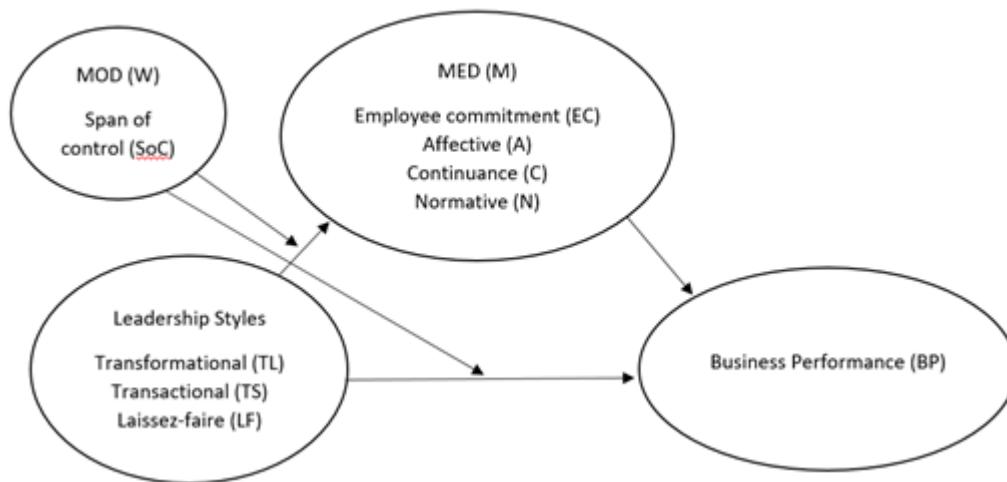 MOD (W)
Span of
control (SoC)
MED (M)
Employee commitment (EC)
Affective (A)
Continuance (C)
Normative (N)
Leadership Styles
Transformational (TL)
Transactional (TS)
Laissez-faire (LF)
Business Performance (BP)